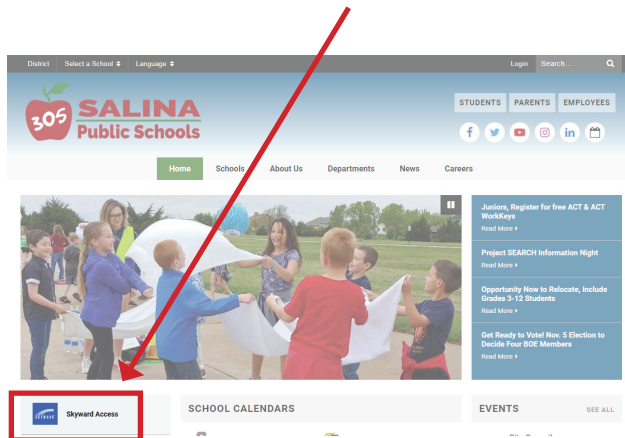 District Select a School Language Login Search...
305 SALINA
Public Schools
STUDENTS PARENTS EMPLOYEES
Home Schools About Us Departments News Careers
Juniors, Register for free ACT & ACT
WorkKeys
Read More
Project SEARCH Information Night
Read More
Opportunity Now to Relocate, Include
Grades 3-12 Students
Read More
Get Ready to Vote! Nov. 5 Election to
Decide Four BOE Members
Read More
Skyward Access
SCHOOL CALENDARS
EVENTS SEE ALL